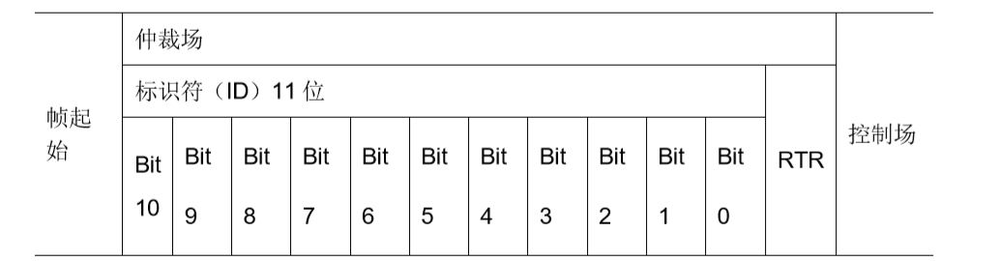 帧起始
仲裁场
标识符（ID）11 位
Bit 10
Bit 9
Bit 8
Bit 7
Bit 6
Bit 5
Bit 4
Bit 3
Bit 2
Bit 1
Bit 0
RTR
控制场